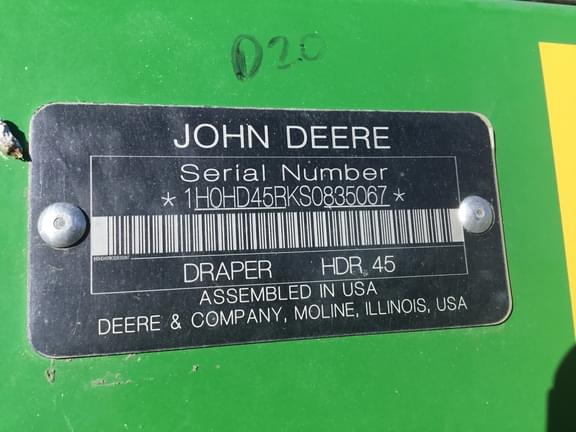 D20
JOHN DEERE
Serial Number
*1H0HD45RKS0835067*
DRAPER HDR 45
ASSEMBLED IN USA
DEERE & COMPANY, MOLINE, ILLINOIS, USA